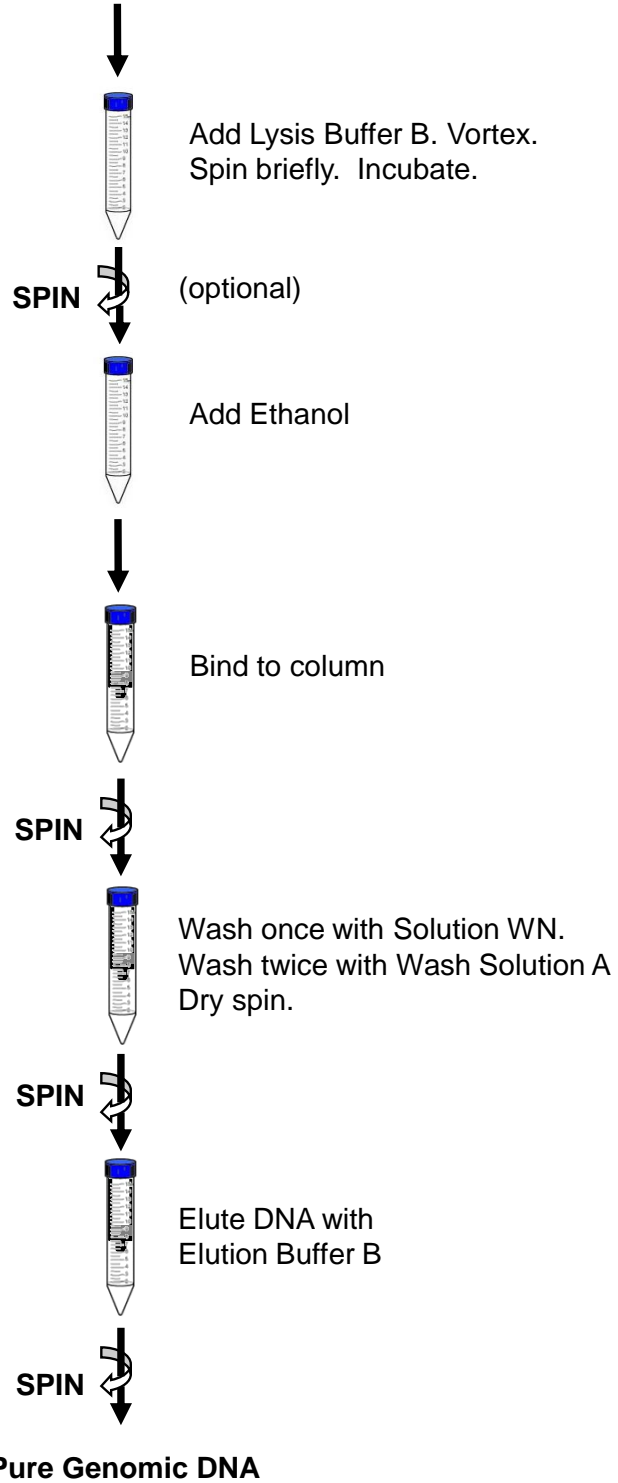 Add Lysis Buffer B. Vortex.
Spin briefly. Incubate.
SPIN
(optional)
Add Ethanol
Bind to column
SPIN
Wash once with Solution WN.
Wash twice with Wash Solution A
Dry spin.
SPIN
Elute DNA with
Elution Buffer B
SPIN
Pure Genomic DNA